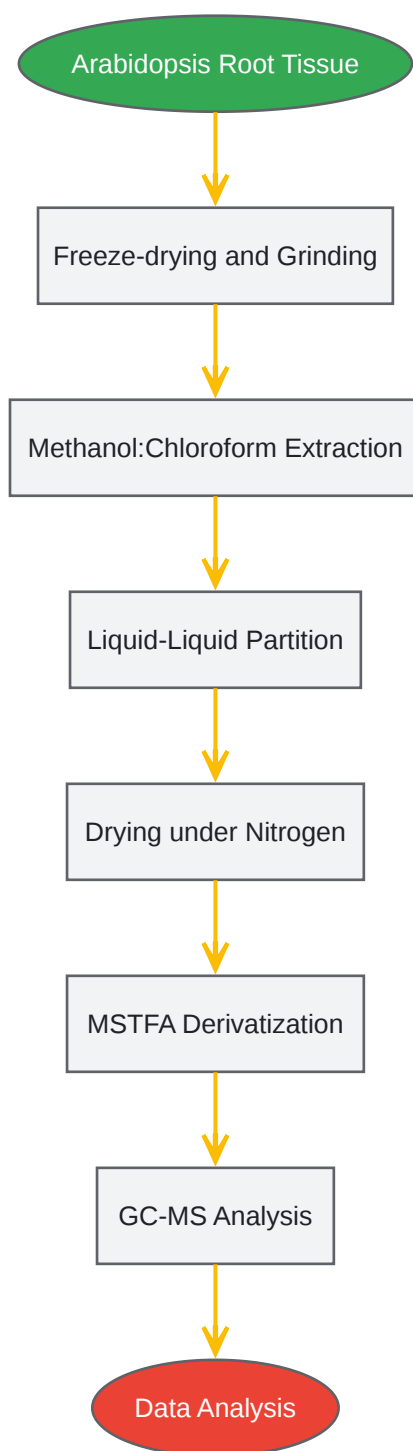 Arabidopsis Root Tissue
Freeze-drying and Grinding
Methanol:Chloroform Extraction
Liquid-Liquid Partition
Drying under Nitrogen
MSTFA Derivatization
GC-MS Analysis
Data Analysis